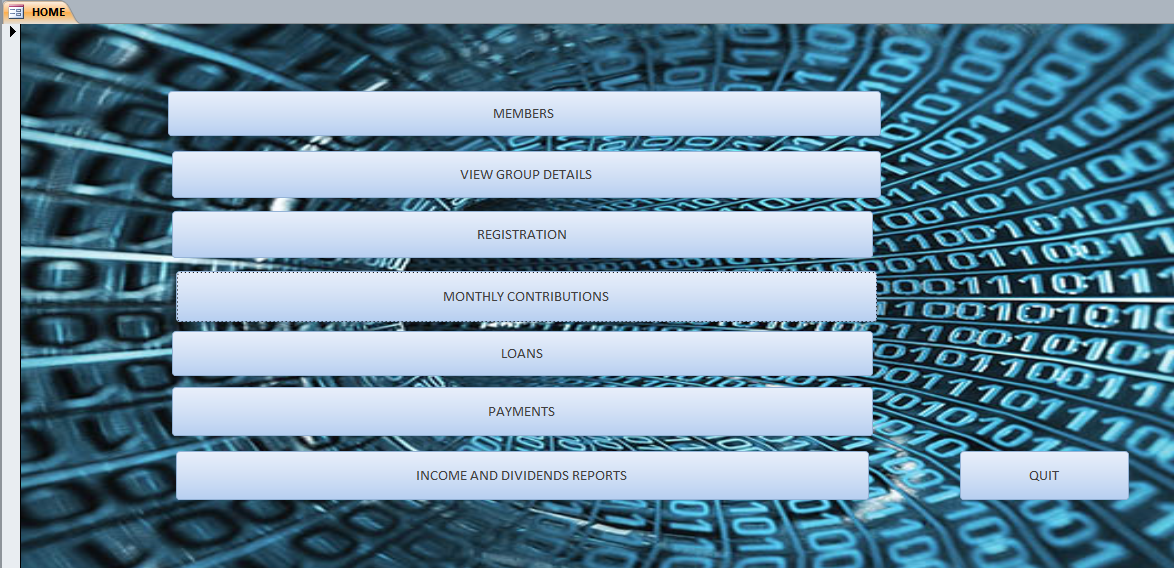 HOME
MEMBERS
VIEW GROUP DETAILS
REGISTRATION
MONTHLY CONTRIBUTIONS
LOANS
PAYMENTS
INCOME AND DIVIDENDS REPORTS
QUIT